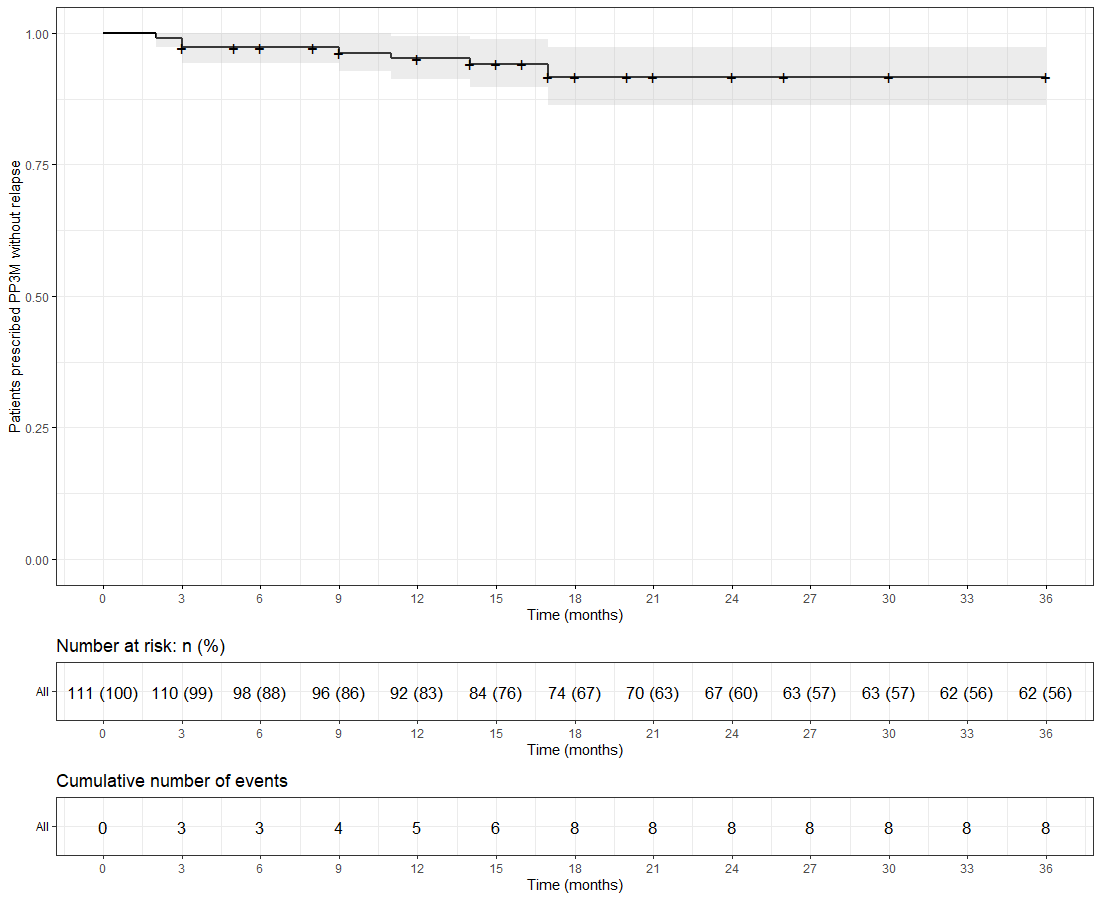 Patients prescribed PP3M without relapse
1.00
0.75
0.50
0.25
0.00
0 3 6 9 12 15 18 21 24 27 30 33 36
Time (months)
Number at risk: n (%)
All 111 (100) 110 (99) 98 (88) 96 (86) 92 (83) 84 (76) 74 (67) 70 (63) 67 (60) 63 (57) 63 (57) 62 (56) 62 (56)
0 3 6 9 12 15 18 21 24 27 30 33 36
Time (months)
Cumulative number of events
All 0 3 3 4 5 6 8 8 8 8 8 8 8
0 3 6 9 12 15 18 21 24 27 30 33 36
Time (months)